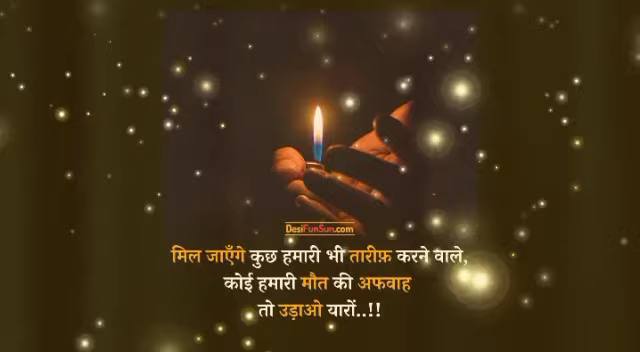 DesiFunSun.com
मिल जाएँगे कुछ हमारी भी तारीफ़ करने वाले,
कोई हमारी मौत की अफवाह
तो उड़ाओ यारों..!!